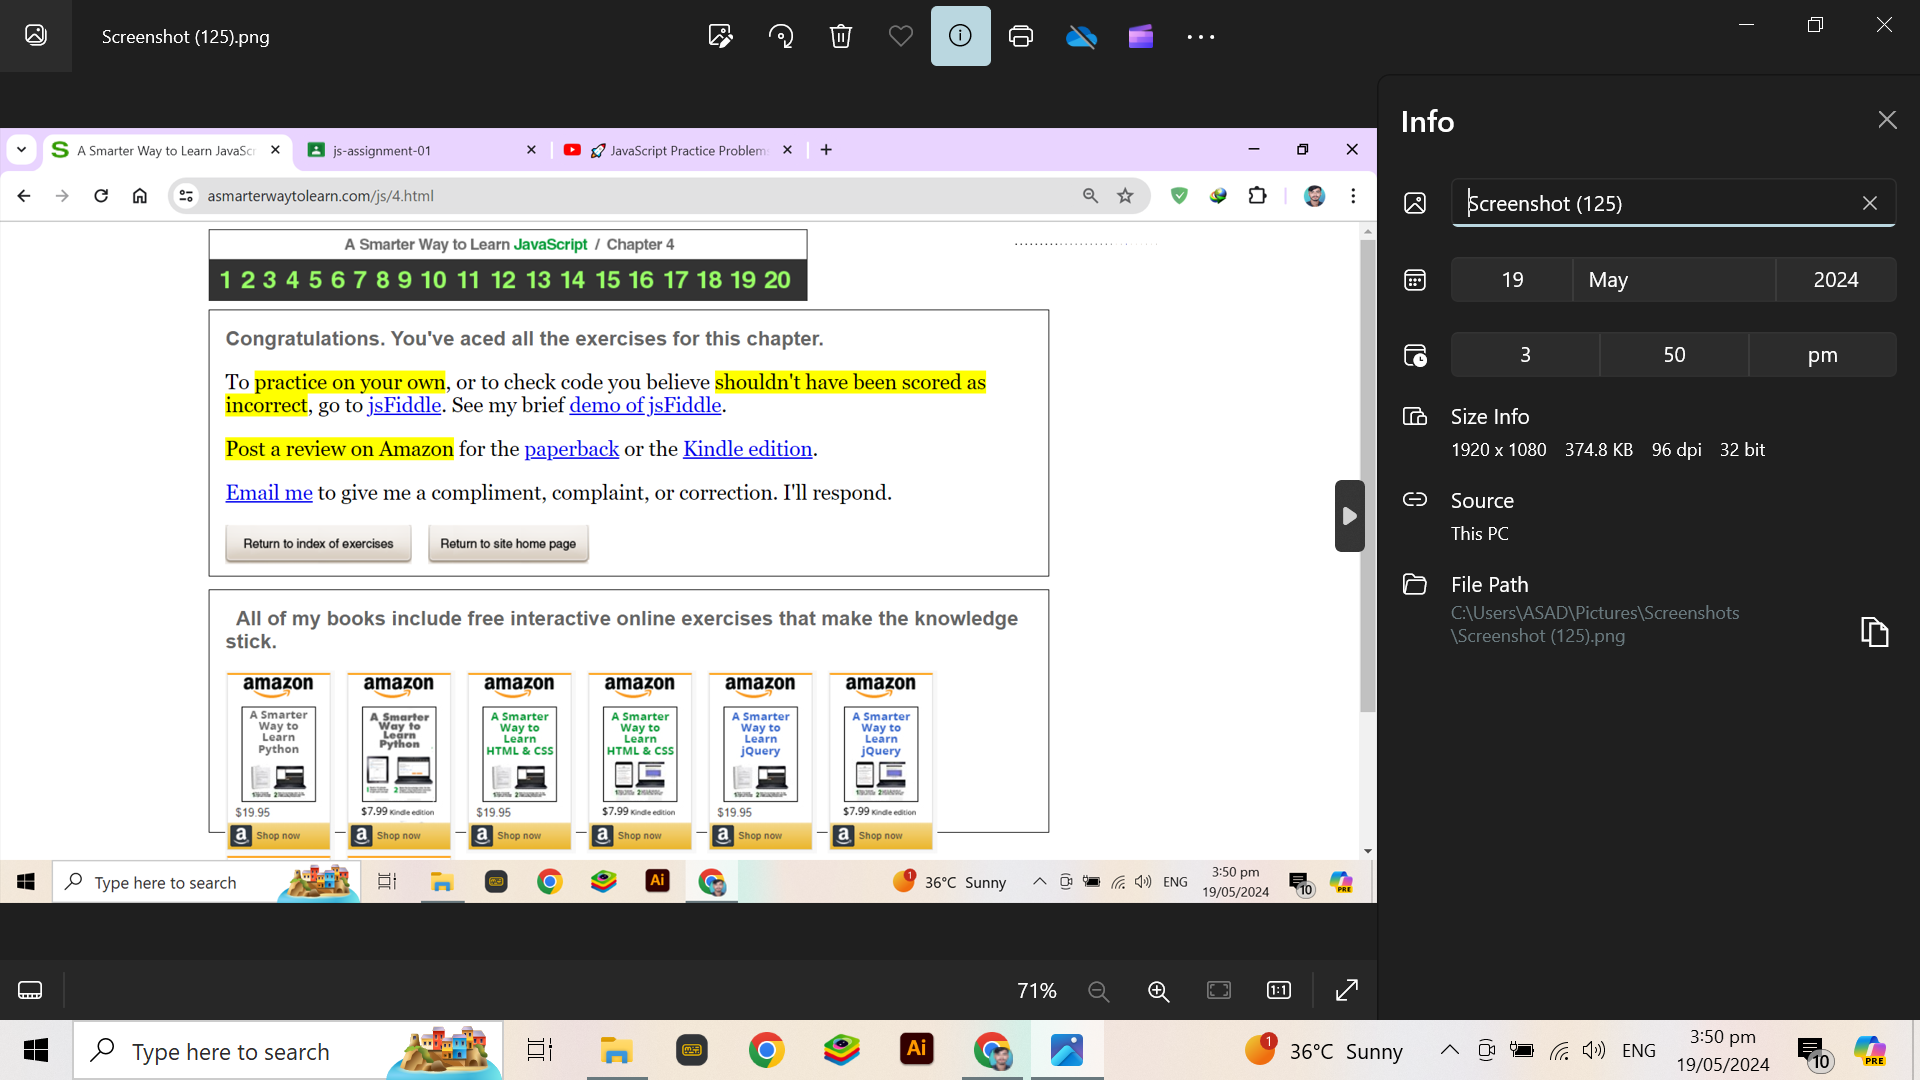 Screenshot (125).png
A Smarter Way to Learn JavaScr
js-assignment-01
JavaScript Practice Problem
asmarterwaytolearn.com/js/4.html
A Smarter Way to Learn JavaScript / Chapter 4
1 2 3 4 5 6 7 8 9 10 11 12 13 14 15 16 17 18 19 20
Congratulations. You've aced all the exercises for this chapter.
To practice on your own, or to check code you believe shouldn't have been scored as
incorrect, go to jsFiddle. See my brief demo of jsFiddle.
Post a review on Amazon for the paperback or the Kindle edition.
Email me to give me a compliment, complaint, or correction. I'll respond.
Return to index of exercises Return to site home page
All of my books include free interactive online exercises that make the knowledge
stick.
amazon amazon amazon amazon amazon amazon
A Smarter Way to Learn Python
A Smarter Way to Learn Python
A Smarter Way to Learn HTML & CSS
A Smarter Way to Learn HTML & CSS
A Smarter Way to Learn jQuery
A Smarter Way to Learn jQuery
$19.95 $7.99 Kindle edition $19.95 $7.99 Kindle edition $19.95 $7.99 Kindle edition
Shop now Shop now Shop now Shop now Shop now Shop now
Type here to search
Ai
1
36°C Sunny
ENG
3:50 pm
19/05/2024
10
PRE
Info
Screenshot (125)
19 May 2024
3 50 pm
Size Info
1920 x 1080 374.8 KB 96 dpi 32 bit
Source
This PC
File Path
C:\Users\ASAD\Pictures\Screenshots
\Screenshot (125).png
71%
1:1
Type here to search
Ai
1
36°C Sunny
ENG
3:50 pm
19/05/2024
10
PRE